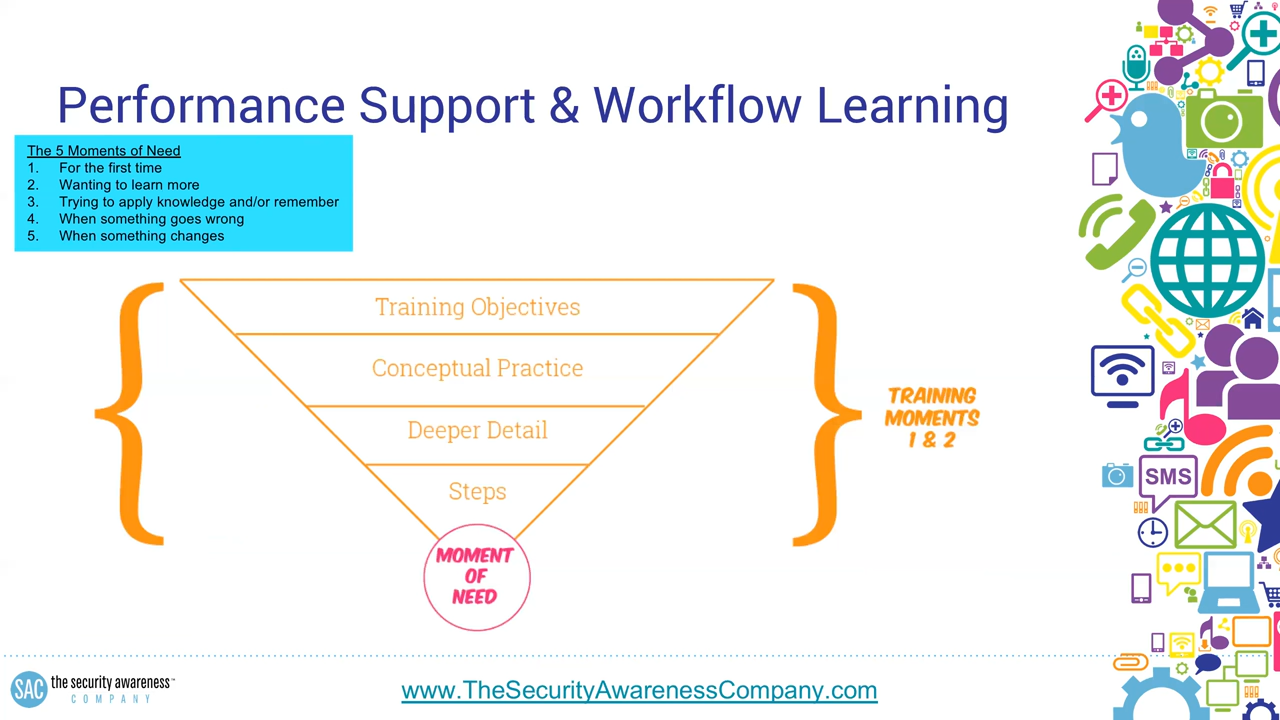 Performance Support & Workflow Learning
The 5 Moments of Need
1. For the first time
2. Wanting to learn more
3. Trying to apply knowledge and/or remember
4. When something goes wrong
5. When something changes
Training Objectives
Conceptual Practice
Deeper Detail
Steps
MOMENT
OF
NEED
TRAINING
MOMENTS
1 & 2
SMS
SAC the security awareness™
COMPANY
www.TheSecurityAwarenessCompany.com